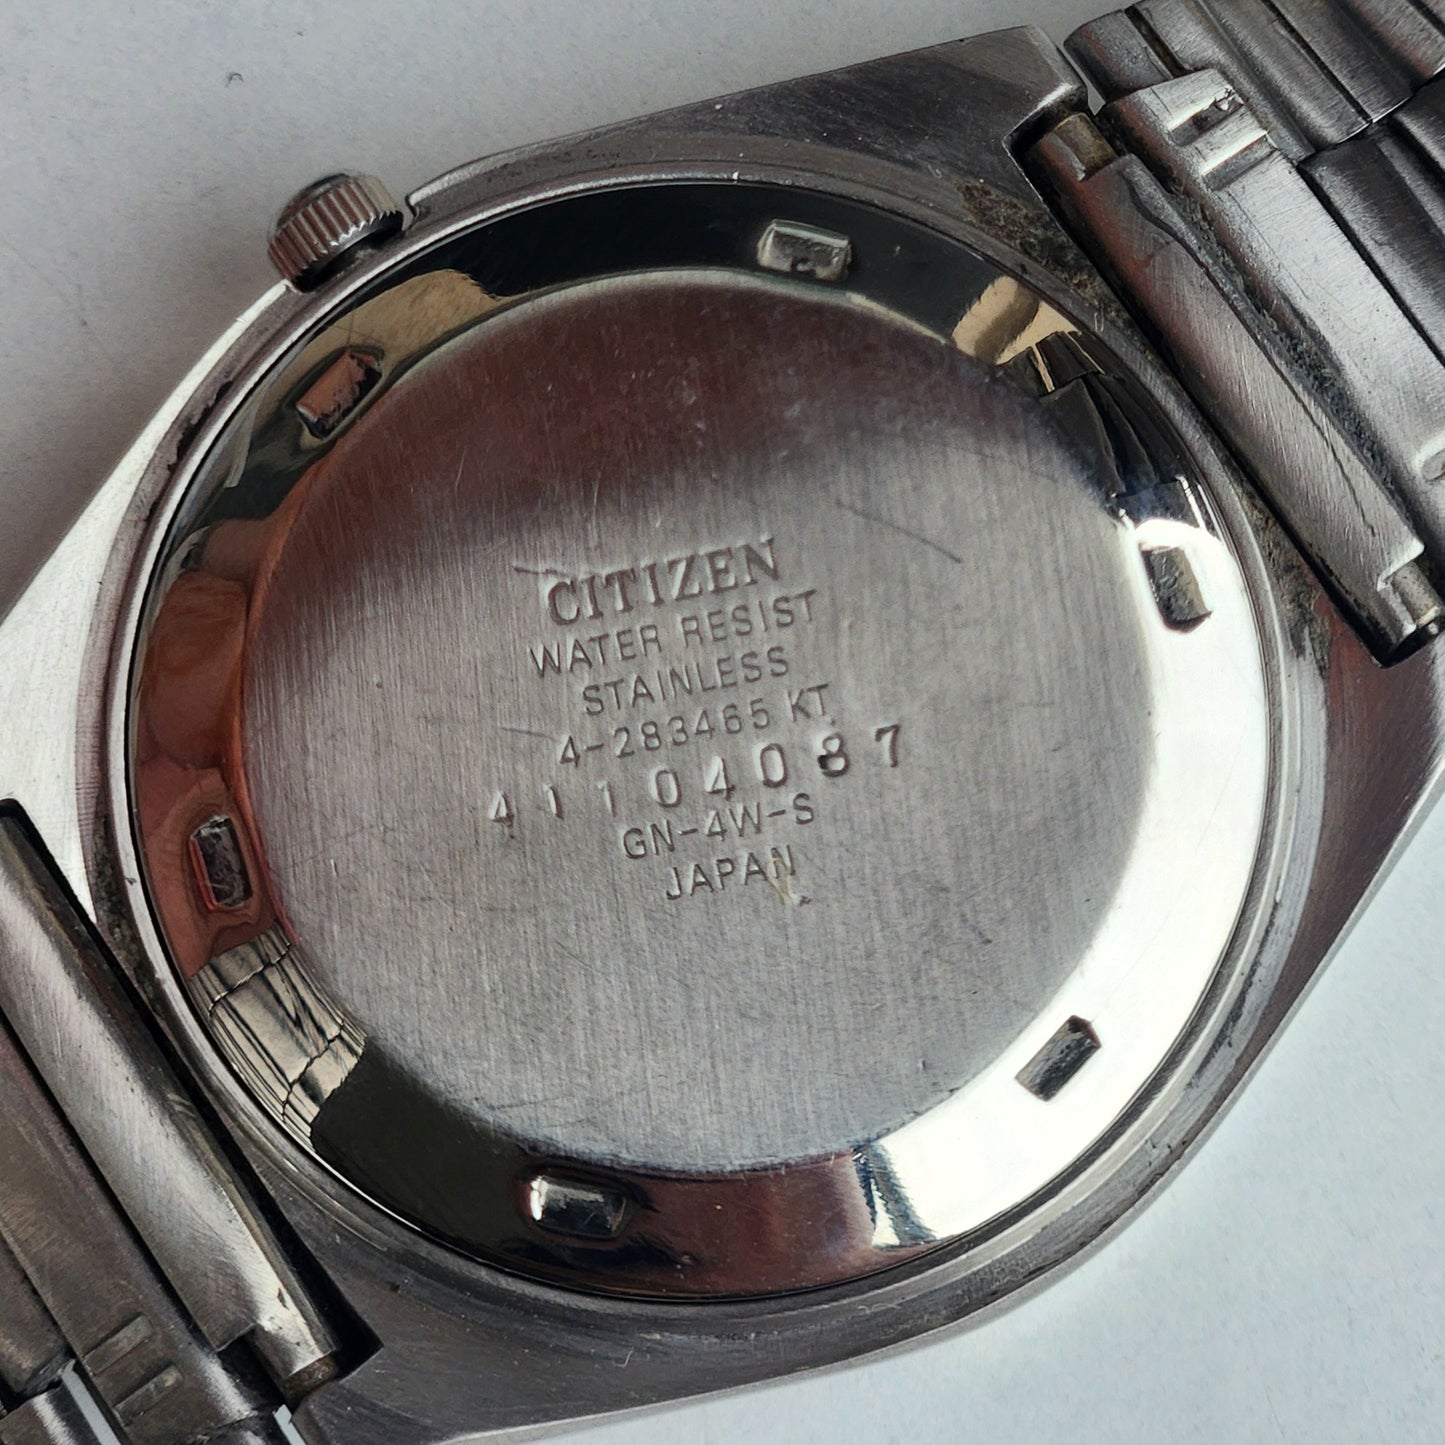 CITIZEN
WATER RESIST
STAINLESS
4-283465 KT
41104087
GN-4W-S
JAPAN